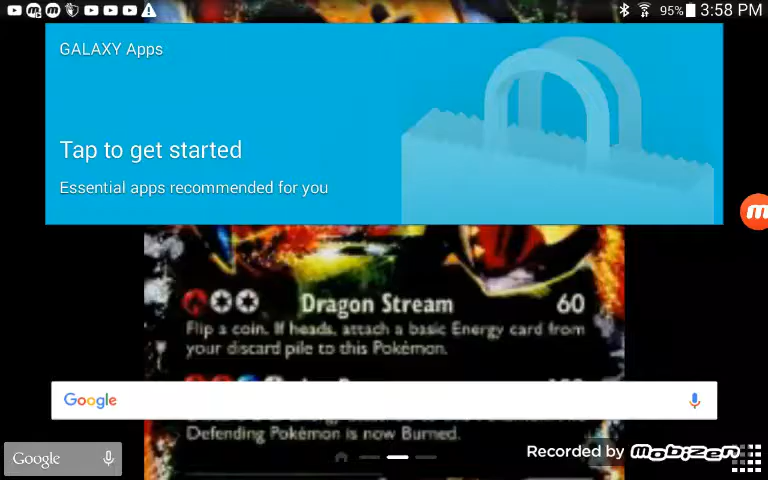 95% 3:58 PM
GALAXY Apps
Tap to get started
Essential apps recommended for you
Dragon Stream 60
Flip a coin. If heads, attach a basic Energy card from
your discard pile to this Pokémon.
Google
Defending Pokémon is now Burned.
Recorded by Mobizen
Google